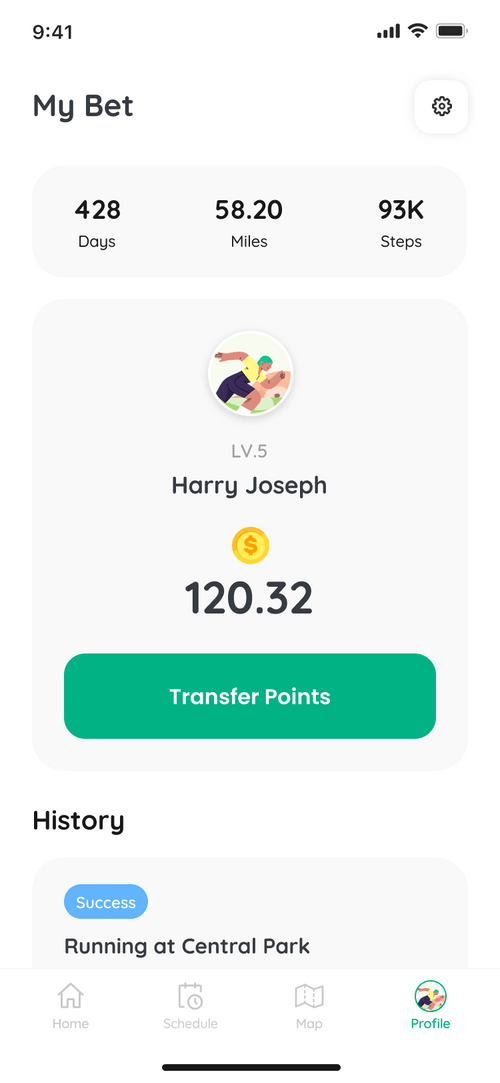 9:41
My Bet
428 58.20 93K
Days Miles Steps
LV.5
Harry Joseph
$
120.32
Transfer Points
History
Success
Running at Central Park
Home Schedule Map Profile